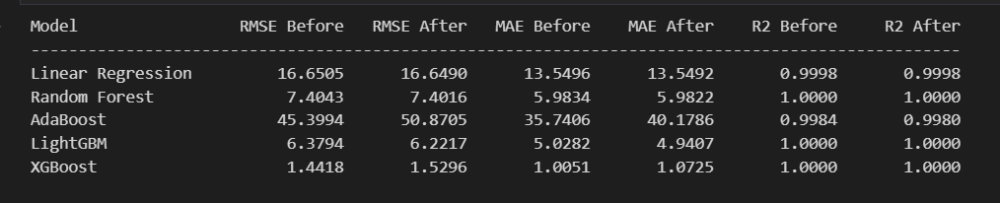 Model RMSE Before RMSE After MAE Before MAE After R2 Before R2 After
----------------------------------------------------------------------------------------------------
Linear Regression 16.6505 16.6490 13.5496 13.5492 0.9998 0.9998
Random Forest 7.4043 7.4016 5.9834 5.9822 1.0000 1.0000
AdaBoost 45.3994 50.8705 35.7406 40.1786 0.9984 0.9980
LightGBM 6.3794 6.2217 5.0282 4.9407 1.0000 1.0000
XGBoost 1.4418 1.5296 1.0051 1.0725 1.0000 1.0000